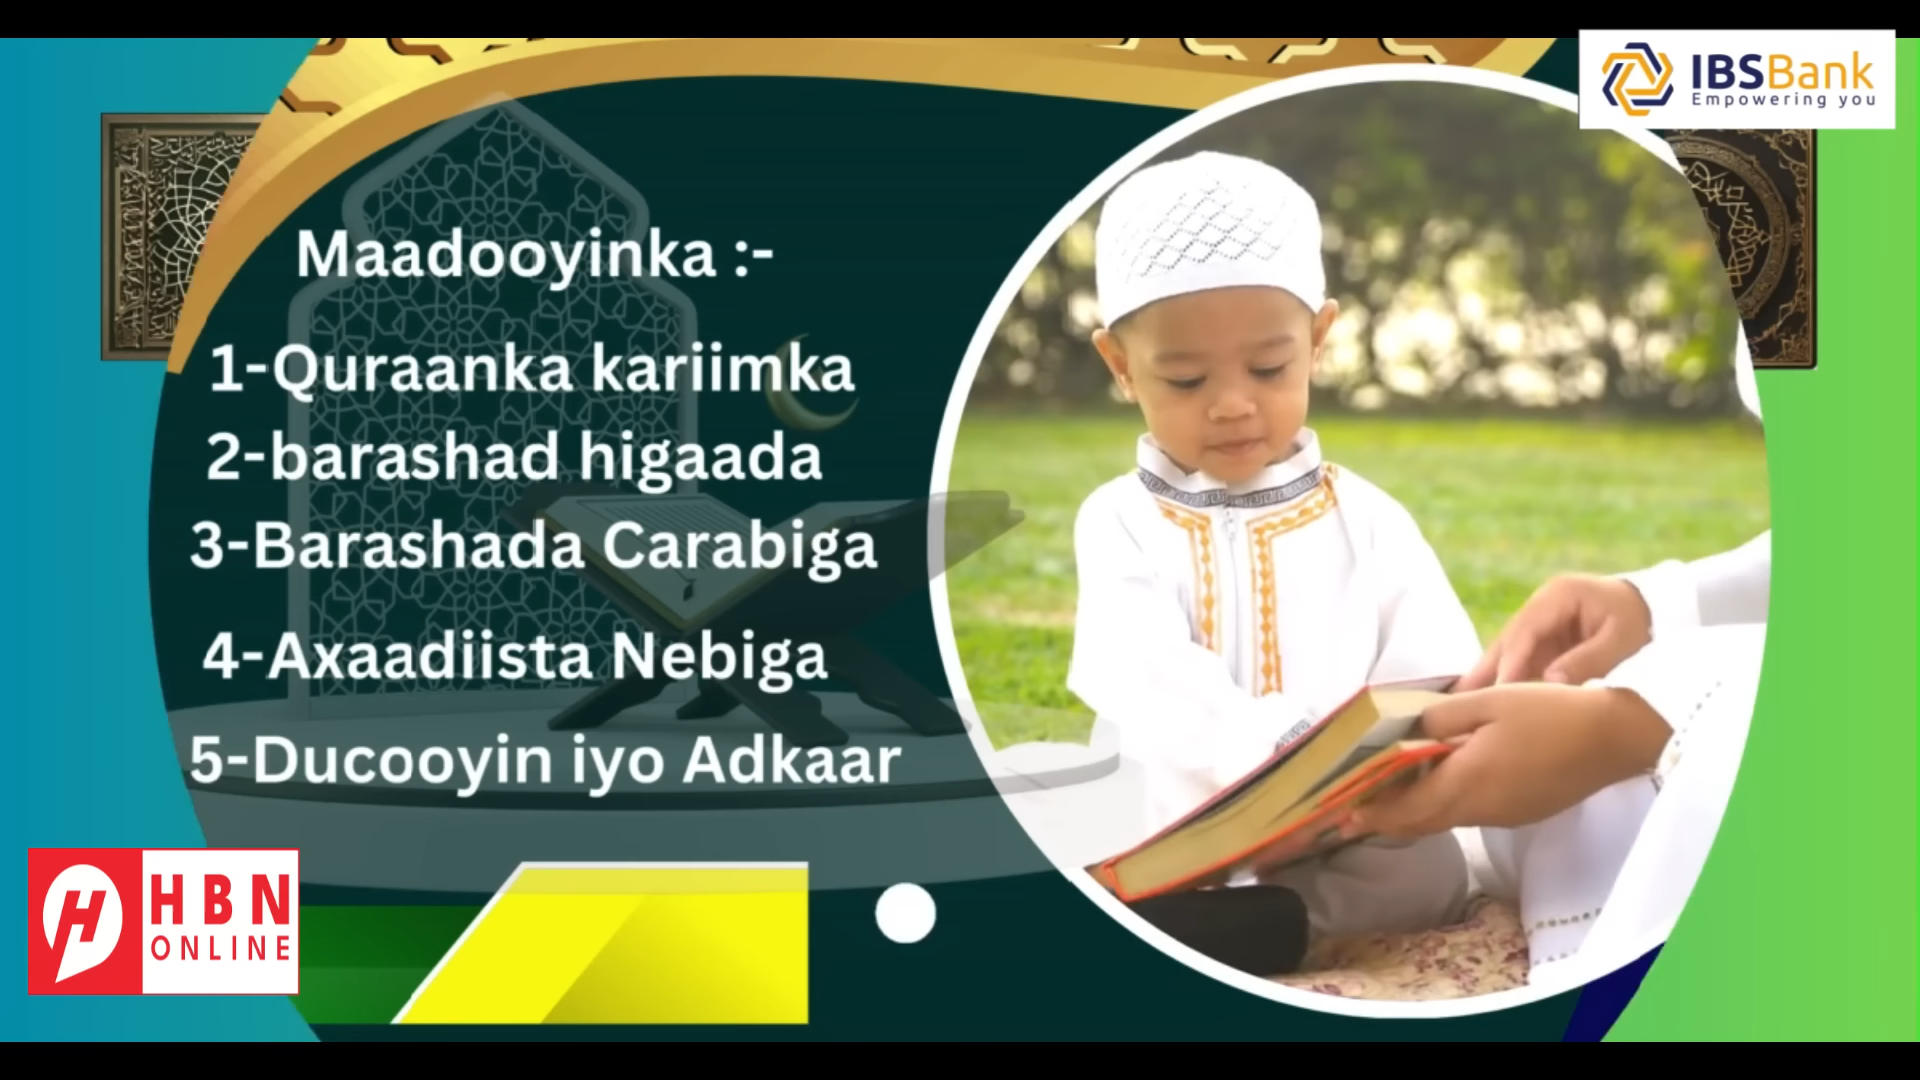 IBSBank
Empowering you
Maadooyinka :-
1-Quraanka kariimka
2-barashad higaada
3-Barashada Carabiga
4-Axaadiista Nebiga
5-Ducooyin iyo Adkaar
HBN
ONLINE